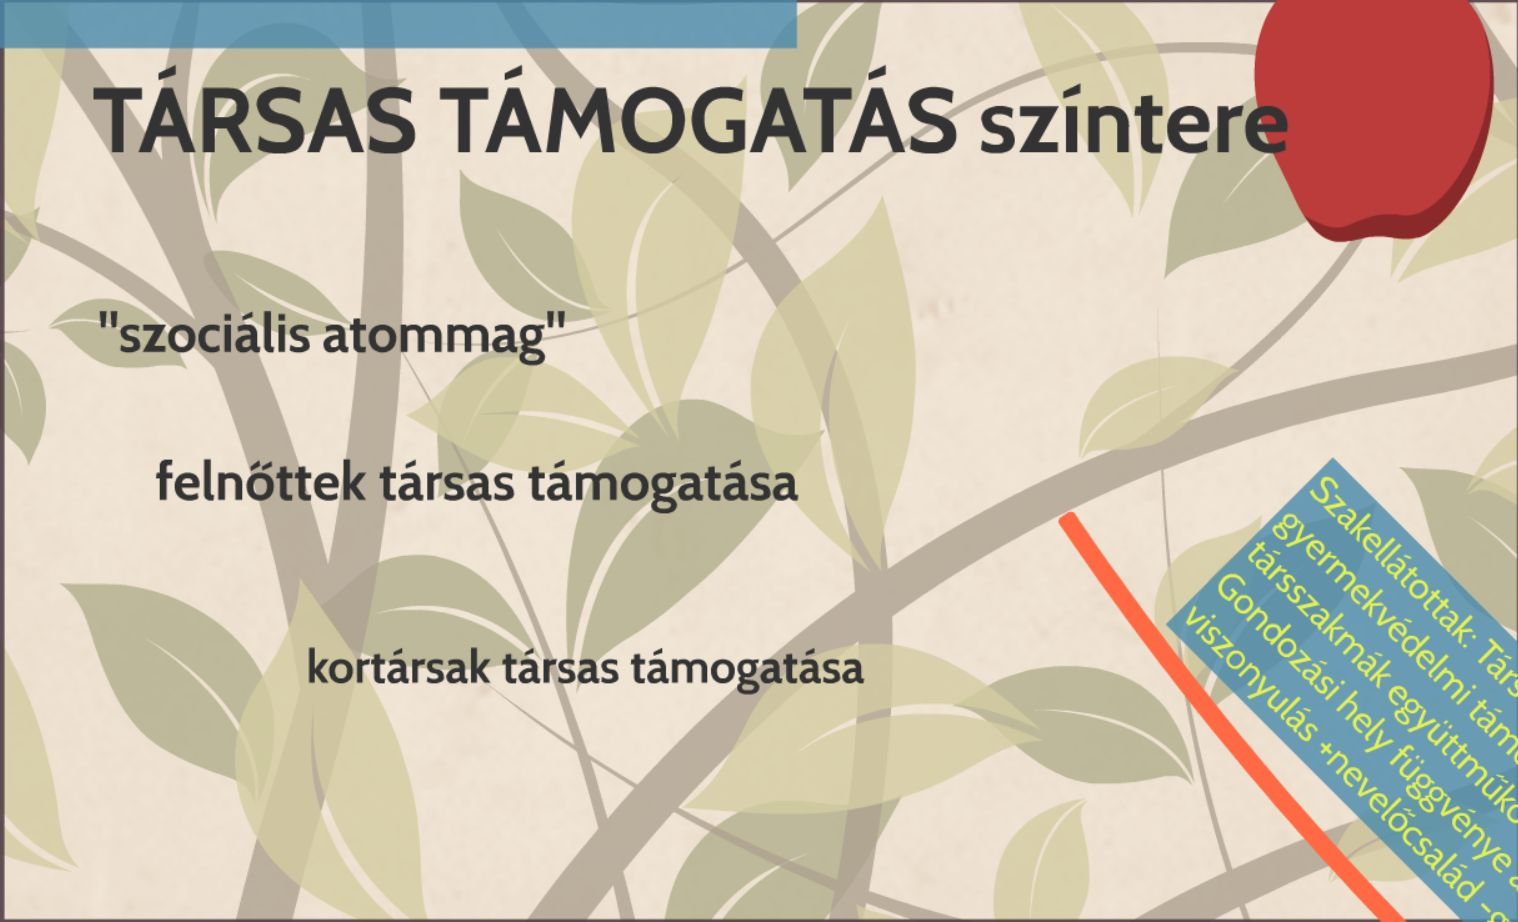 TÁRSAS TÁMOGATÁS színtere
"szociális atommag"
felnőttek társas támogatása
kortársak társas támogatása
Szakellátottak:
gyermekvédelmi
társszakmák
Gondozási hely függvénye
viszonyulás +nevelőcsalád